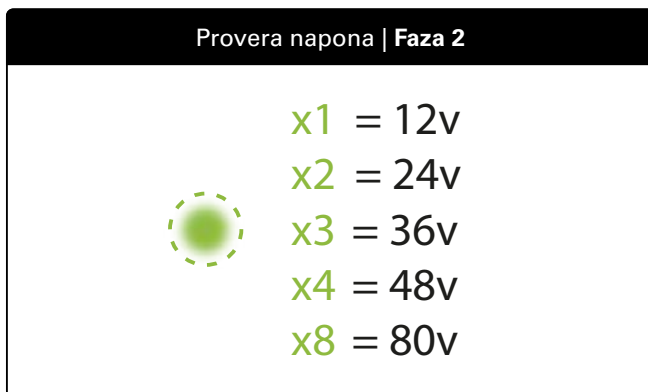 Provera napona | Faza 2
x1 = 12v
x2 = 24v
x3 = 36v
x4 = 48v
x8 = 80v